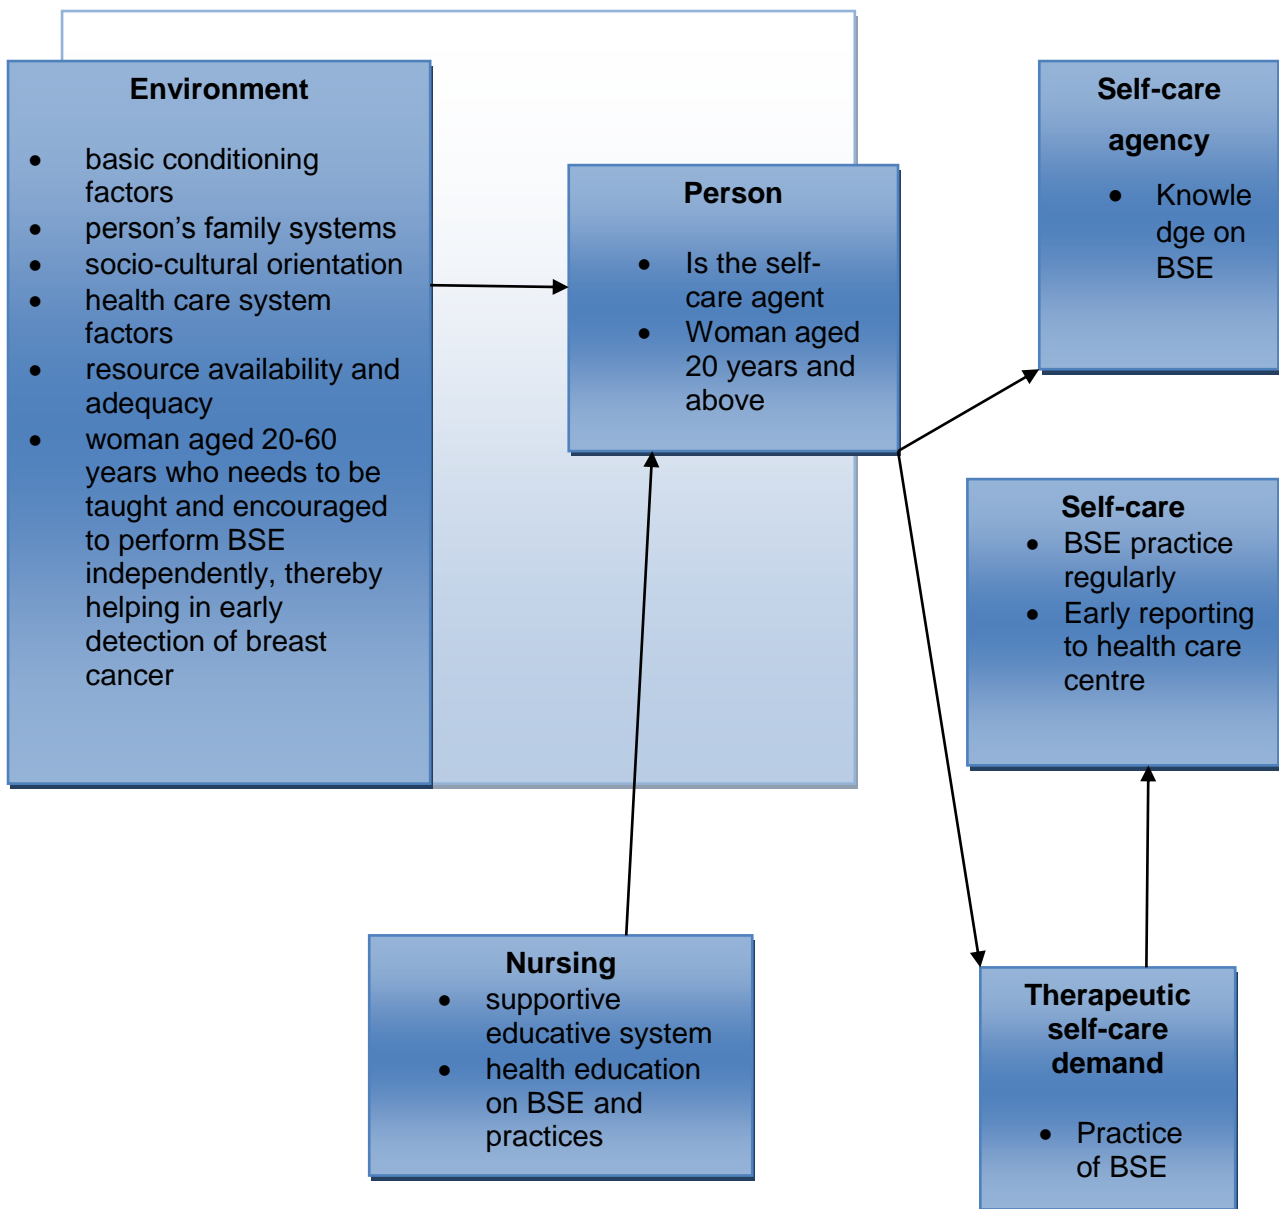 Environment
• basic conditioning
factors
• person’s family systems
• socio-cultural orientation
• health care system
factors
• resource availability and
adequacy
• woman aged 20-60
years who needs to be
taught and encouraged
to perform BSE
independently, thereby
helping in early
detection of breast
cancer
Person
• Is the self-
care agent
• Woman aged
20 years and
above
Self-care
agency
• Knowle
dge on
BSE
Self-care
• BSE practice
regularly
• Early reporting
to health care
centre
Nursing
• supportive
educative system
• health education
on BSE and
practices
Therapeutic
self-care
demand
• Practice
of BSE